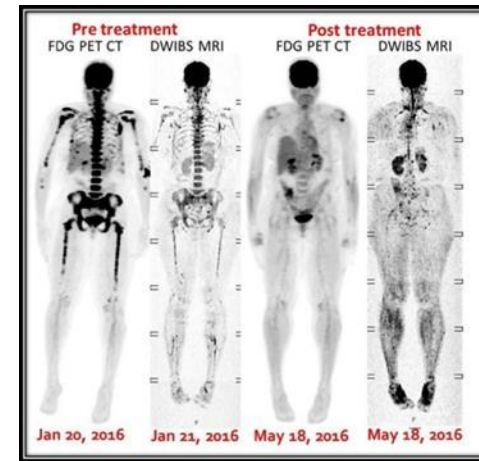 Pre treatment
FDG PET CT DWIBS MRI
Post treatment
FDG PET CT DWIBS MRI
Jan 20, 2016 Jan 21, 2016 May 18, 2016 May 18, 2016